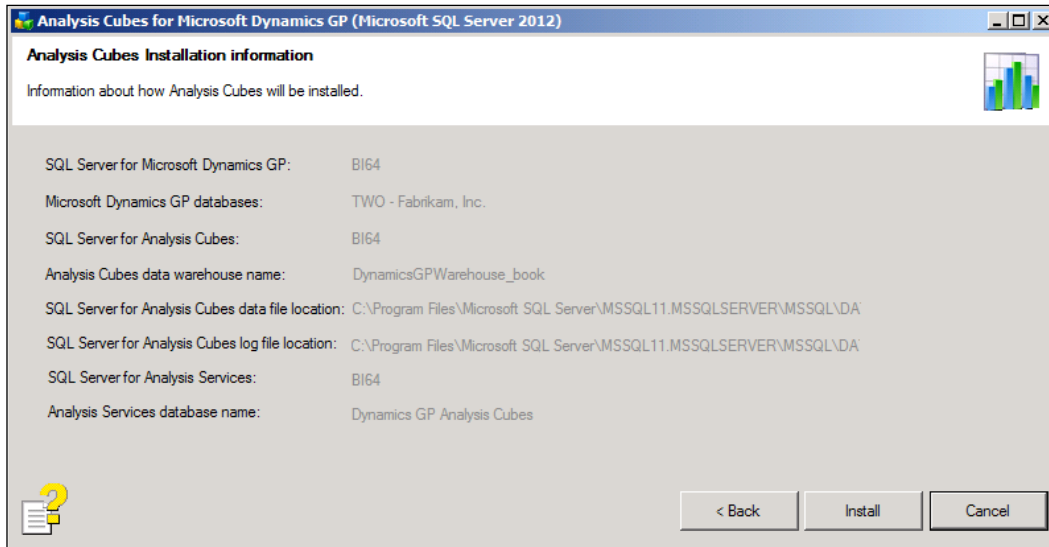 Analysis Cubes for Microsoft Dynamics GP (Microsoft SQL Server 2012)
Analysis Cubes Installation information
Information about how Analysis Cubes will be installed.
SQL Server for Microsoft Dynamics GP: BI64
Microsoft Dynamics GP databases: TWO - Fabrikam, Inc.
SQL Server for Analysis Cubes: BI64
Analysis Cubes data warehouse name: DynamicsGPWarehouse_book
SQL Server for Analysis Cubes data file location: C:\Program Files\Microsoft SQL Server\MSSQL11.MSSQLSERVER\MSSQL\DA
SQL Server for Analysis Cubes log file location: C:\Program Files\Microsoft SQL Server\MSSQL11.MSSQLSERVER\MSSQL\DA
SQL Server for Analysis Services: BI64
Analysis Services database name: Dynamics GP Analysis Cubes
< Back Install Cancel